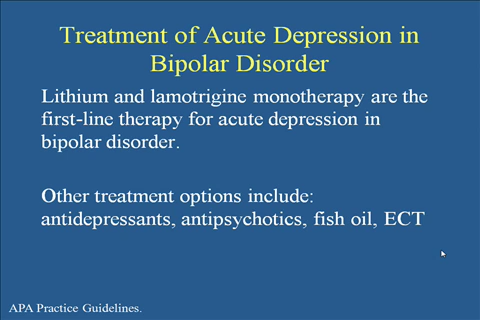 Treatment of Acute Depression in
Bipolar Disorder
Lithium and lamotrigine monotherapy are the
first-line therapy for acute depression in
bipolar disorder.
Other treatment options include:
antidepressants, antipsychotics, fish oil, ECT
APA Practice Guidelines.